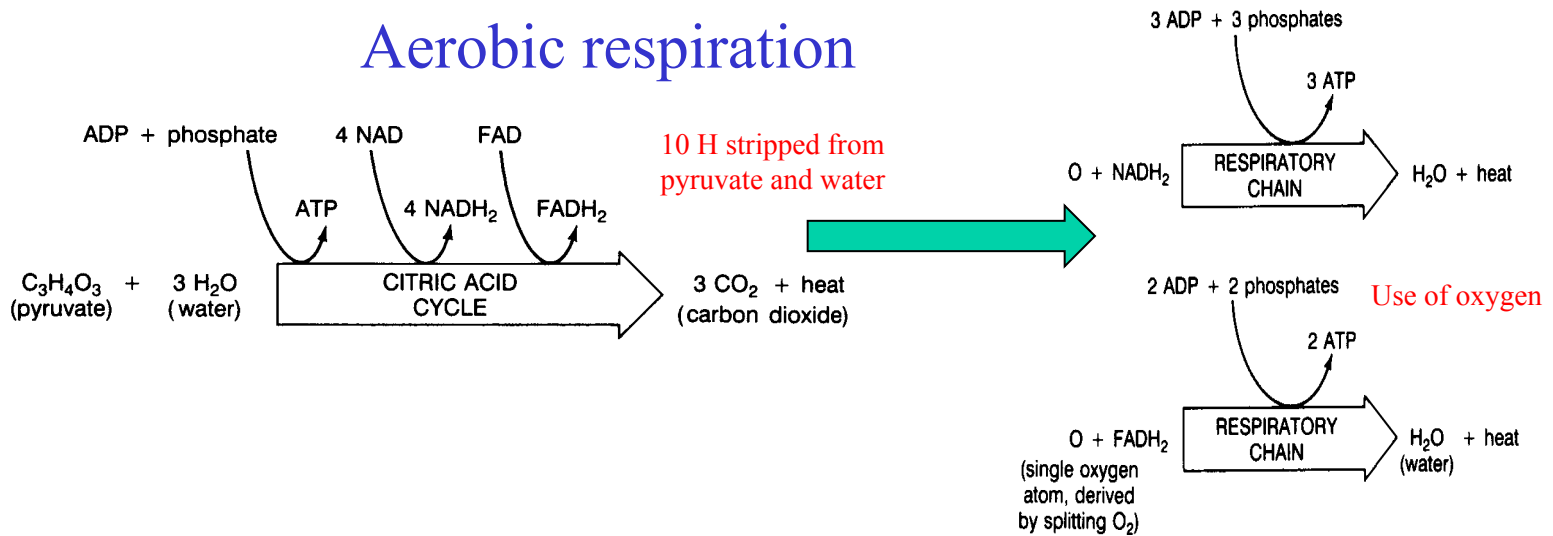 Aerobic respiration
ADP + phosphate
4 NAD
FAD
ATP
4 NADH₂
FADH₂
C₃H₄O₃ + 3 H₂O
(pyruvate) (water)
CITRIC ACID
CYCLE
3 CO₂ + heat
(carbon dioxide)
10 H stripped from
pyruvate and water
3 ADP + 3 phosphates
3 ATP
O + NADH₂
RESPIRATORY
CHAIN
H₂O + heat
2 ADP + 2 phosphates
Use of oxygen
2 ATP
O + FADH₂
(single oxygen
atom, derived
by splitting O₂)
RESPIRATORY
CHAIN
H₂O + heat
(water)